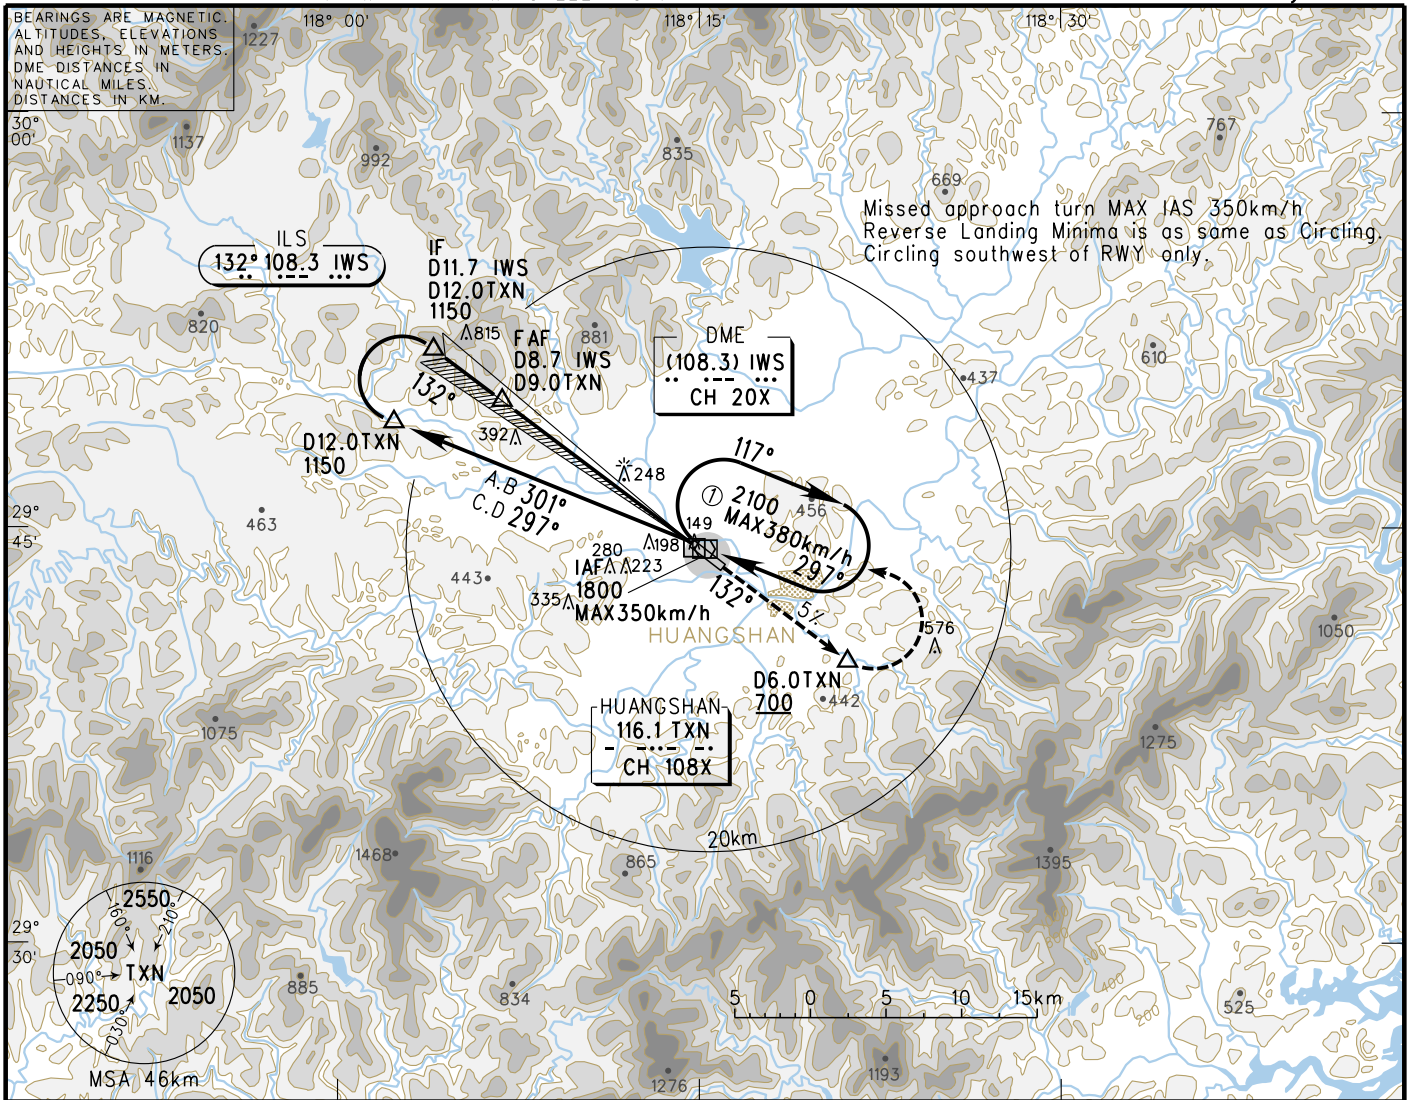 BEARINGS ARE MAGNETIC.
ALTITUDES, ELEVATIONS
AND HEIGHTS IN METERS.
DME DISTANCES IN
NAUTICAL MILES.
DISTANCES IN KM.
118° 00'
118° 15'
118° 30'
1227
30°
00'
1137
992
835
767
669
Missed approach turn MAX IAS 350km/h
Reverse Landing Minima is as same as Circling.
Circling southwest of RWY only.
ILS
132° 108.3 IWS
IF
D11.7 IWS
D12.0TXN
1150
820
815
881
FAF
D8.7 IWS
D9.0TXN
DME
(108.3) IWS
CH 20X
610
437
132°
392
D12.0TXN
1150
A.B 301°
C.D 297°
248
117°
① 2100
MAX380km/h
456
297°
463
29°
45'
149
198
280
IAF
223
1800
MAX350km/h
443
335
132°
5%
HUANGSHAN
576
1050
D6.0TXN
700
442
HUANGSHAN
116.1 TXN
CH 108X
1075
1275
20km
1468
865
1395
1116
2550
160°
210°
2050
090°
TXN
2250
2050
030°
MSA 46km
29°
30'
885
834
5 0 5 10 15km
800
600
400
200
525
1276
1193